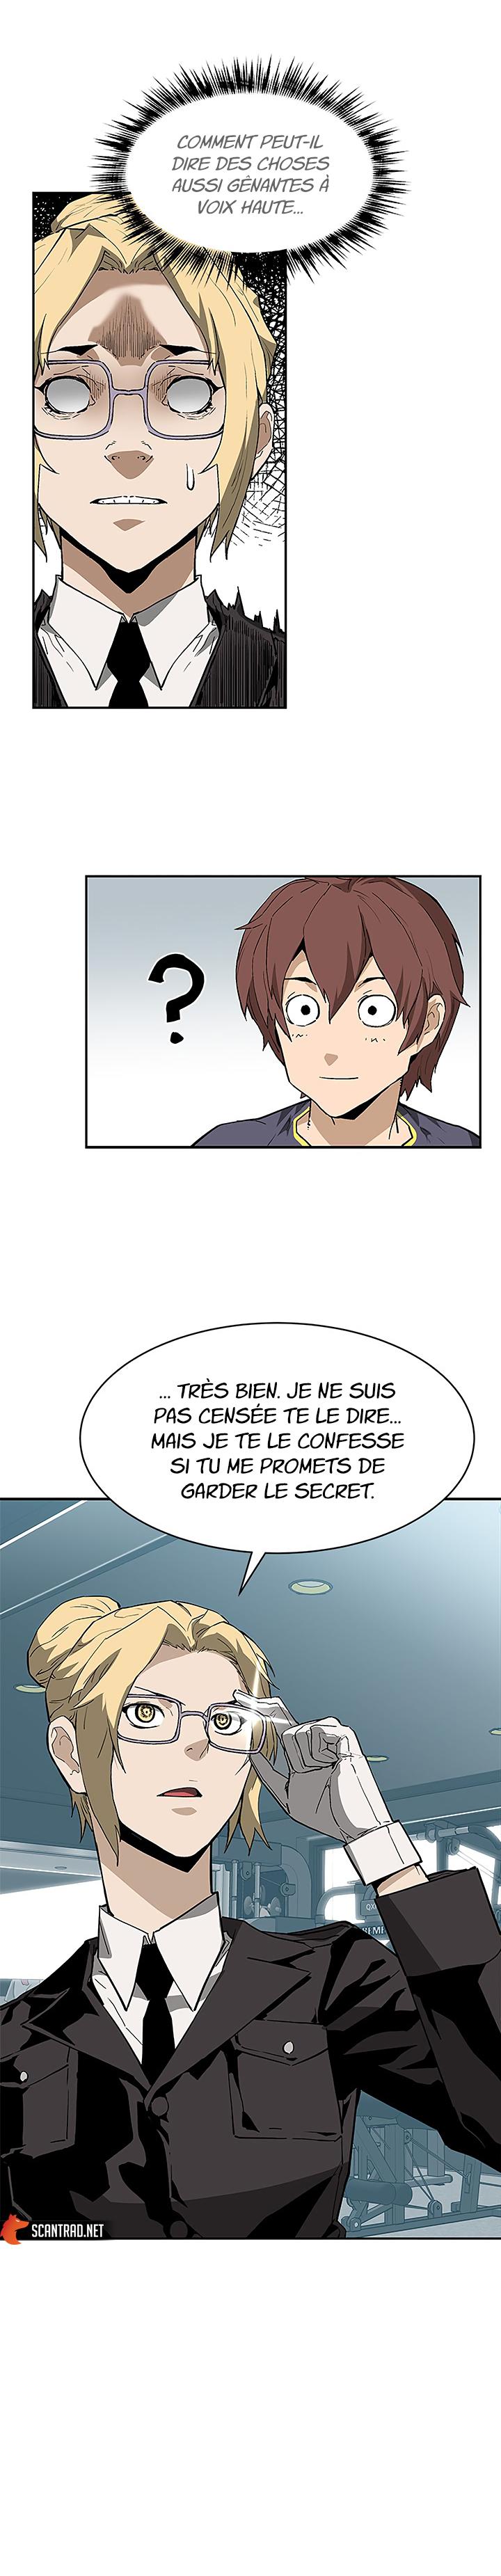 COMMENT PEUT-IL
DIRE DES CHOSES
AUSSI GÊNANTES À
VOIX HAUTE...
?
... TRÈS BIEN. JE NE SUIS
PAS CENSÉE TE LE DIRE...
MAIS JE TE LE CONFESSE
SI TU ME PROMETS DE
GARDER LE SECRET.
SCANTRAD.NET